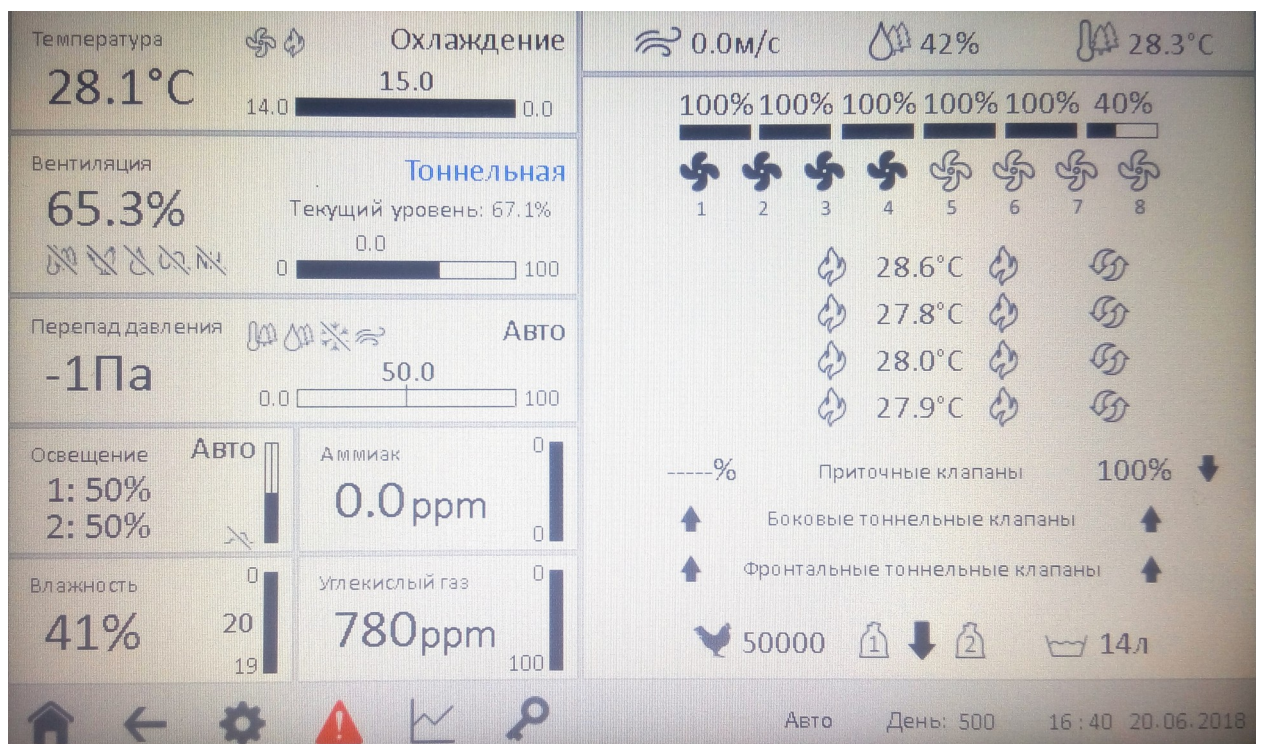 Температура
Охлаждение
28.1°C
15.0
14.0
0.0
Вентиляция
Тоннельная
65.3%
Текущий уровень: 67.1%
0.0
0
100
Перепад давления
Авто
-1Па
50.0
0.0
100
Освещение
Авто
1: 50%
2: 50%
Аммиак
0
0.0ppm
0
Влажность
0
41%
20
19
Углекислый газ
0
780ppm
100
0.0м/с 42% 28.3°C
100% 100% 100% 100% 100% 40%
1 2 3 4 5 6 7 8
28.6°C
27.8°C
28.0°C
27.9°C
-----% Приточные клапаны 100%
Боковые тоннельные клапаны
Фронтальные тоннельные клапаны
50000 1 2 14л
Авто День: 500 16:40 20.06.2018